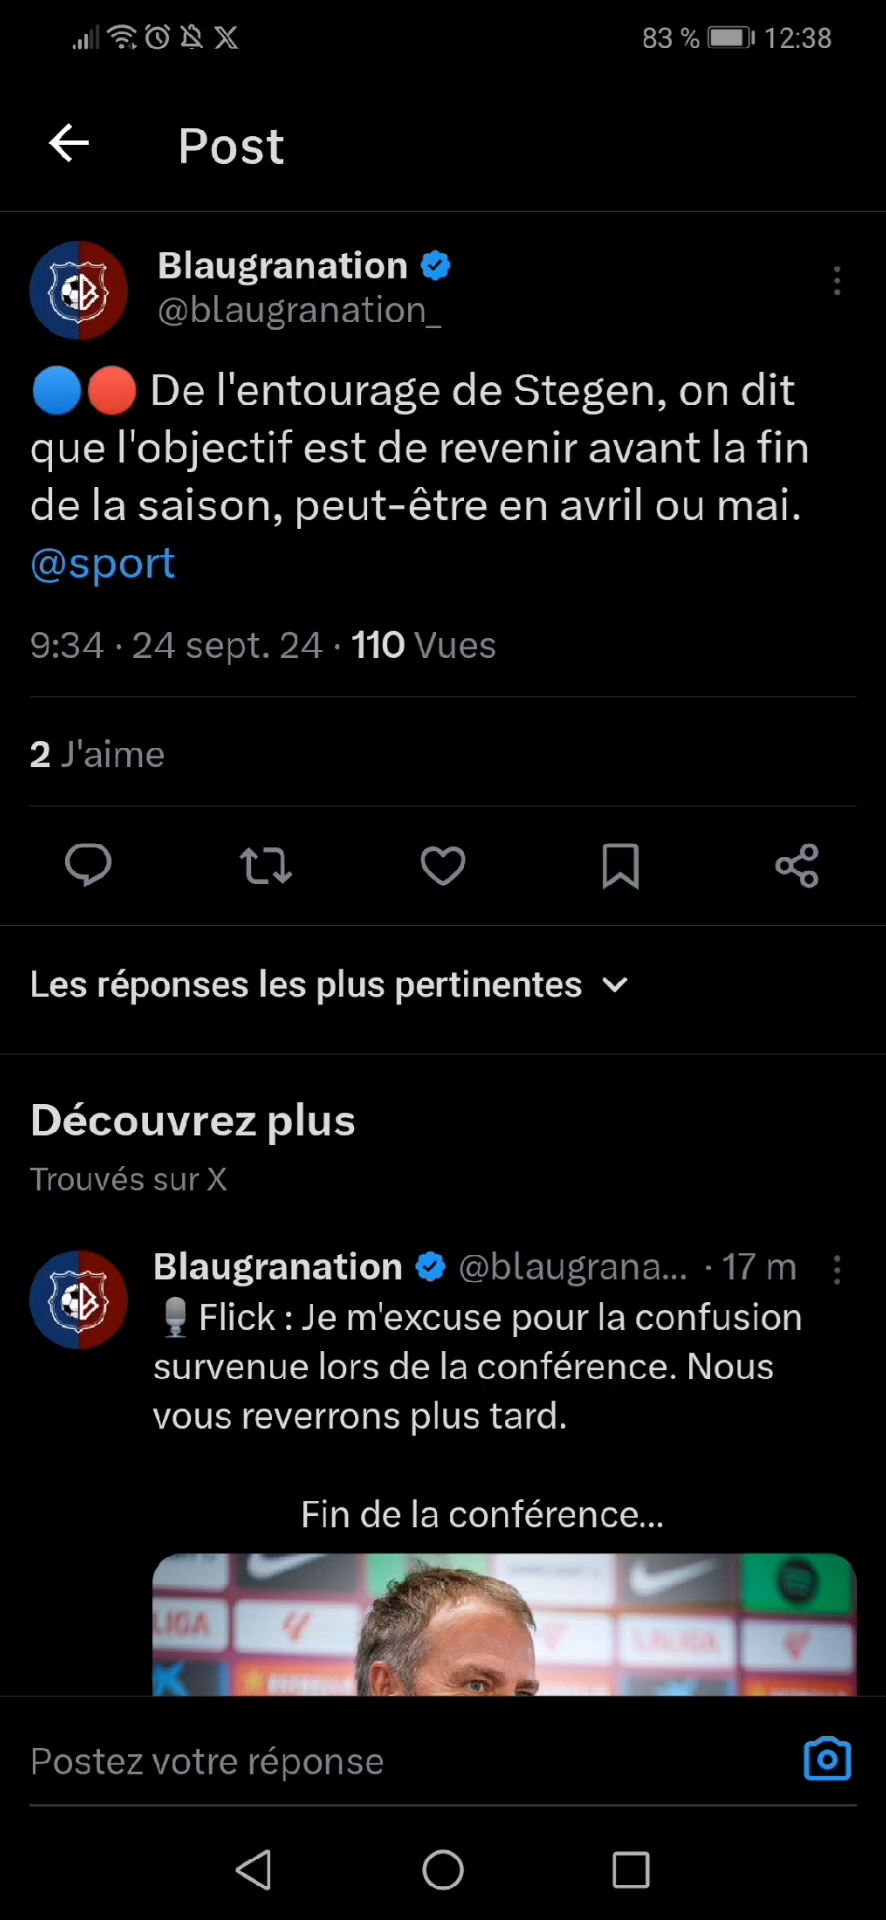 83 % 12:38
Post
Blaugranation
@blaugranation_
🔵🔴 De l'entourage de Stegen, on dit
que l'objectif est de revenir avant la fin
de la saison, peut-être en avril ou mai.
@sport
9:34 · 24 sept. 24 · 110 Vues
2 J'aime
Les réponses les plus pertinentes
Découvrez plus
Trouvés sur X
Blaugranation @blaugrana... · 17 m
🎙️Flick : Je m'excuse pour la confusion
survenue lors de la conférence. Nous
vous reverrons plus tard.
Fin de la conférence...
LIGA
LALIGA
Postez votre réponse